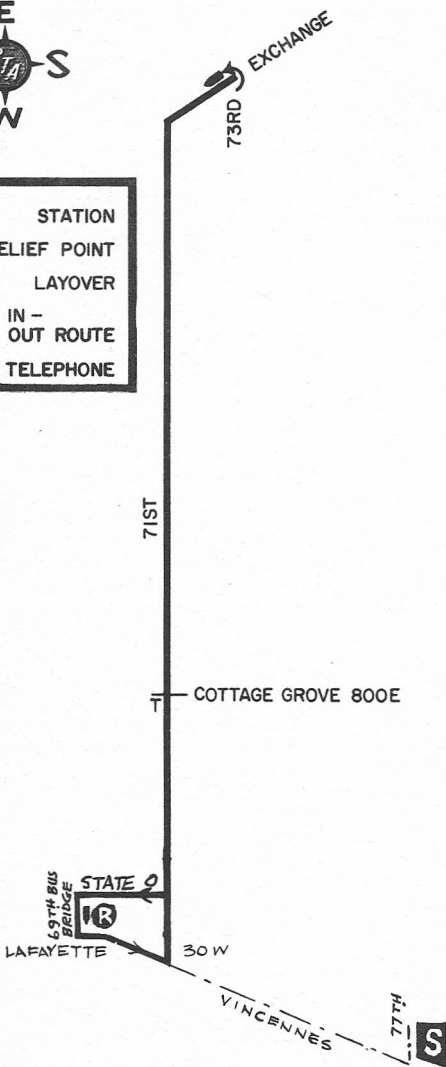 E
S
W
EXCHANGE
73RD
STATION
ELIEF POINT
LAYOVER
IN –
OUT ROUTE
TELEPHONE
71ST
T
COTTAGE GROVE 800E
STATE 0
69TH BUS
BRIDGE
R
LAFAYETTE
30 W
VINCENNES
77TH
S